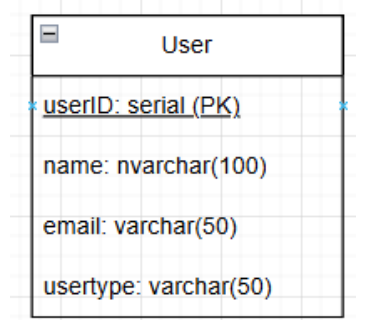 User
userID: serial (PK)
name: nvarchar(100)
email: varchar(50)
usertype: varchar(50)